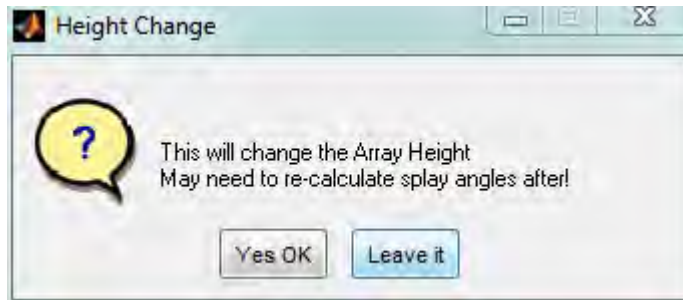 Height Change
?
This will change the Array Height
May need to re-calculate splay angles after!
Yes OK
Leave it